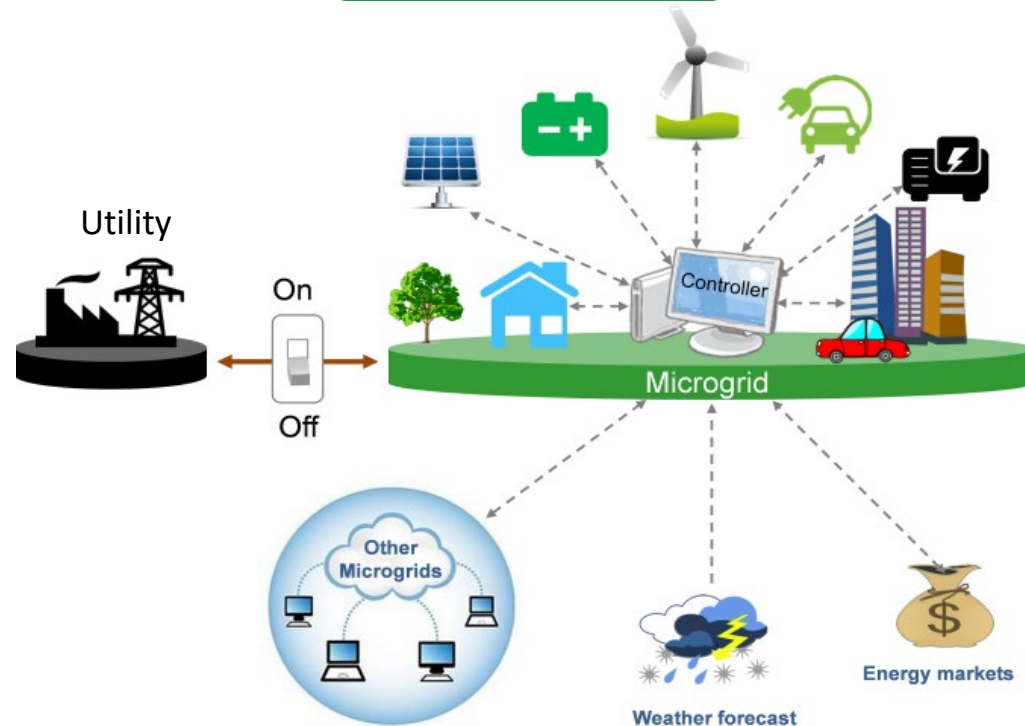 Utility
On
Off
Controller
Microgrid
Other
Microgrids
$
Energy markets
Weather forecast